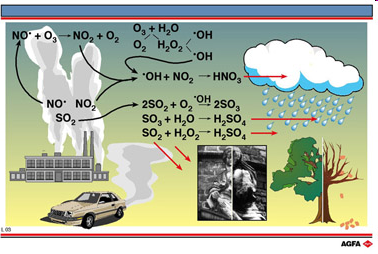 O₃ + H₂O
•OH
NO• + O₃ → NO₂ + O₂
O₂ H₂O₂
•OH
•OH + NO₂ → HNO₃
NO• NO₂
SO₂
2SO₂ + O₂ •OH 2SO₃
SO₃ + H₂O → H₂SO₄
SO₂ + H₂O₂ → H₂SO₄
AGFA